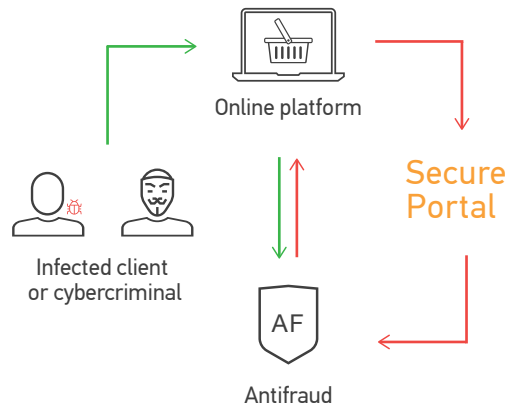 Online platform
Secure
Portal
Infected client
or cybercriminal
AF
Antifraud